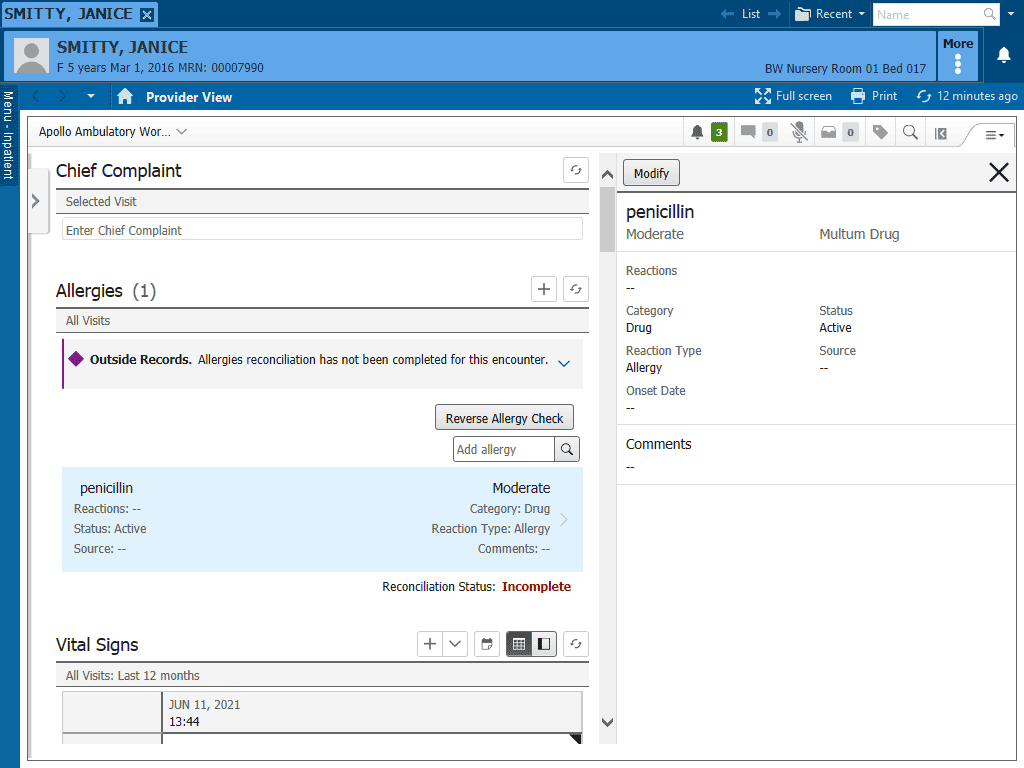 SMITTY, JANICE
List
Recent
Name
SMITTY, JANICE
F 5 years Mar 1, 2016 MRN: 00007990
BW Nursery Room 01 Bed 017
More
Menu - Inpatient
Provider View
Full screen
Print
12 minutes ago
Apollo Ambulatory Wor...
3
0
0
Chief Complaint
Selected Visit
Enter Chief Complaint
Allergies (1)
All Visits
Outside Records. Allergies reconciliation has not been completed for this encounter.
Reverse Allergy Check
Add allergy
penicillin Moderate
Reactions: -- Category: Drug
Status: Active Reaction Type: Allergy
Source: -- Comments: --
Reconciliation Status: Incomplete
Vital Signs
All Visits: Last 12 months
JUN 11, 2021
13:44
Modify
penicillin
Moderate Multum Drug
Reactions
--
Category Status
Drug Active
Reaction Type Source
Allergy --
Onset Date
--
Comments
--